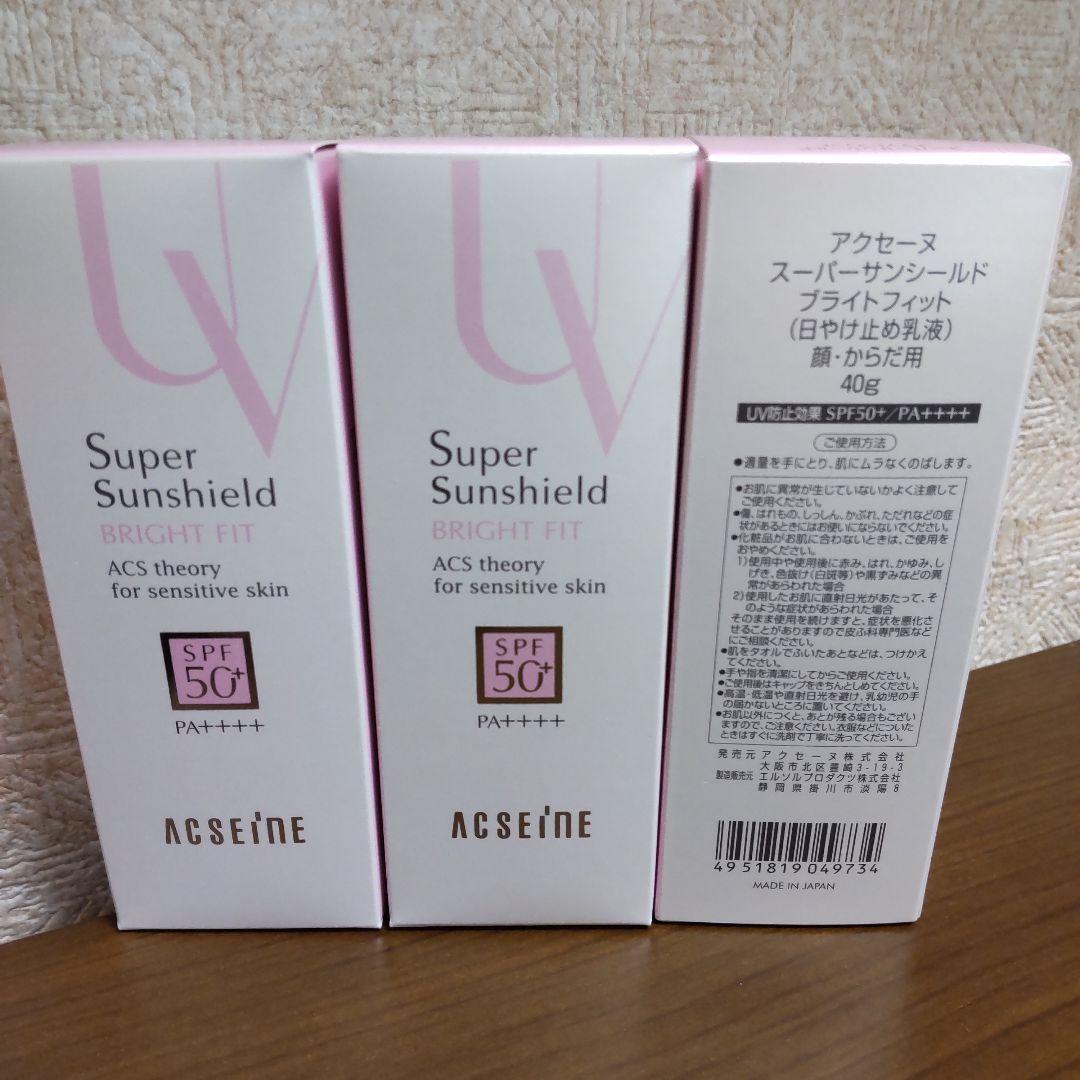 UV
Super
Sunshield
BRIGHT FIT
ACS theory
for sensitive skin
SPF
50+
PA++++
ACSEINE
UV
Super
Sunshield
BRIGHT FIT
ACS theory
for sensitive skin
SPF
50+
PA++++
ACSEINE
アクセーヌ
スーパーサンシールド
ブライトフィット
(日やけ止め乳液)
顔・からだ用
40g
UV防止効果 SPF50+/PA++++
ご使用方法
●適量を手にとり、肌にムラなくのばします。
●お肌に異常が生じていないかよく注意して
ご使用ください。
●傷、はれもの、しっしん、かぶれ、ただれなどの症
状があるときにはお使いにならないでください。
●化粧品がお肌に合わないときは、ご使用を
おやめください。
1)使用中や使用後に赤み、はれ、かゆみ、し
げき、色抜け(白斑等)や黒ずみなどの異
常があらわれた場合
2)使用したお肌に直射日光があたって、そ
のような症状があらわれた場合
そのまま使用を続けますと、症状を悪化さ
せることがありますので皮ふ科専門医など
にご相談ください。
●肌をタオルでふいたあとなどは、つけかえ
てください。
●手や指を清潔にしてからご使用ください。
●ご使用後はキャップをきちんとしめてください。
●高温・低温や直射日光を避け、乳幼児の手
の届かないところに置いてください。
●お肌以外につくと、あとが残る場合もござい
ますので、ご注意ください。衣服などについた
ときはすぐに洗剤で丁寧に洗ってください。
発売元 アクセーヌ株式会社
大阪市北区豊崎3-19-3
製造販売元 エルソルプロダクツ株式会社
静岡県掛川市淡陽8
4951819049734
MADE IN JAPAN